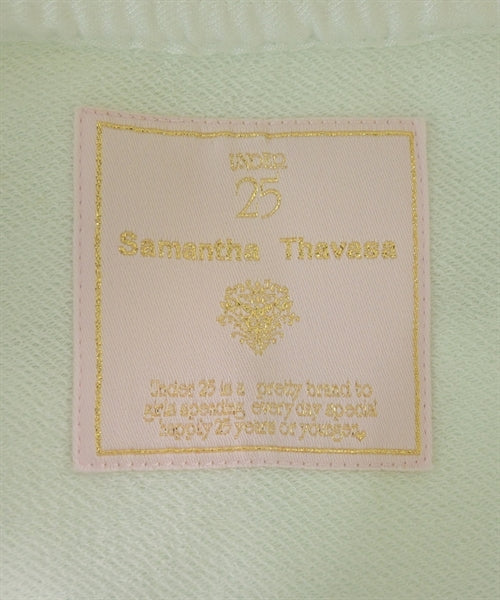 UNDER
25
Samantha Thavasa
Under 25 is a pretty brand to
girls spending every day special
happily 25 years or younger.